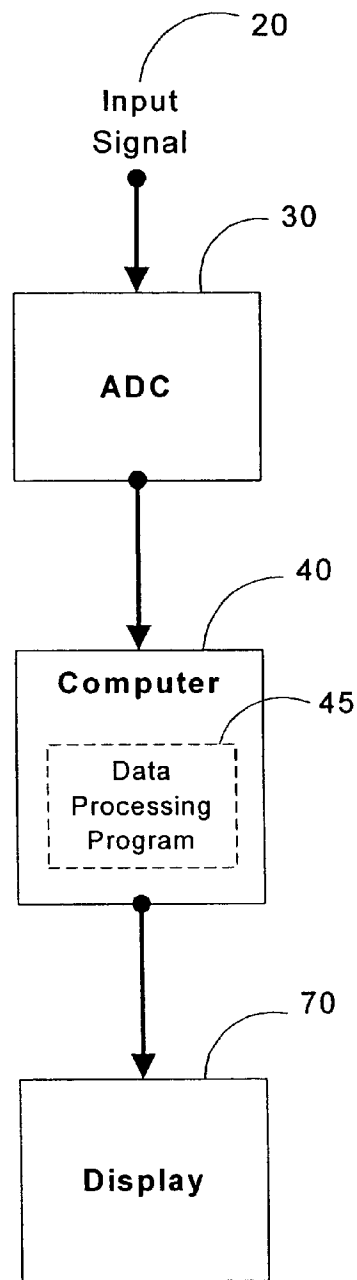 20
Input
Signal
30
ADC
40
Computer
45
Data
Processing
Program
70
Display